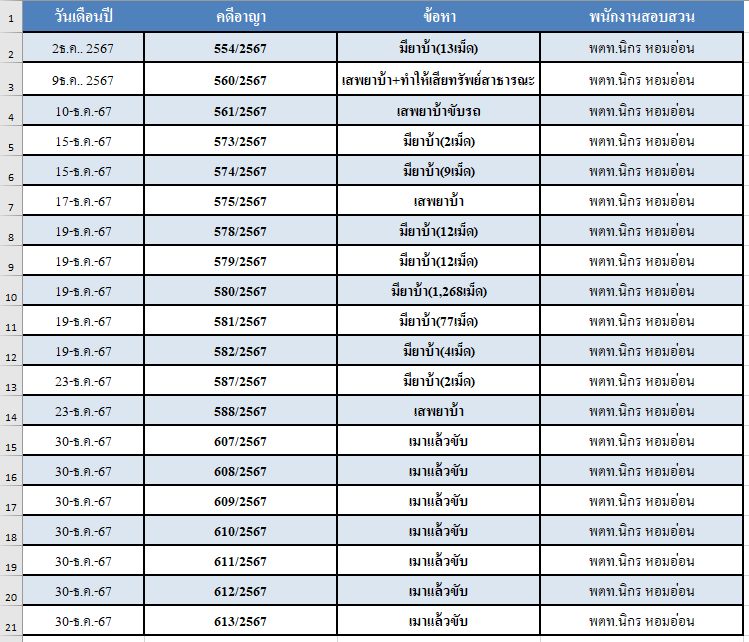 1 วันเดือนปี คดีอาญา ข้อหา พนักงานสอบสวน
2 2ธ.ค.. 2567 554/2567 มียาบ้า(13เม็ด) พตท.นิกร หอมอ่อน
3 9ธ.ค.. 2567 560/2567 เสพยาบ้า+ทำให้เสียทรัพย์สาธารณะ พตท.นิกร หอมอ่อน
4 10-ธ.ค.-67 561/2567 เสพยาบ้าขับรถ พตท.นิกร หอมอ่อน
5 15-ธ.ค.-67 573/2567 มียาบ้า(2เม็ด) พตท.นิกร หอมอ่อน
6 15-ธ.ค.-67 574/2567 มียาบ้า(9เม็ด) พตท.นิกร หอมอ่อน
7 17-ธ.ค.-67 575/2567 เสพยาบ้า พตท.นิกร หอมอ่อน
8 19-ธ.ค.-67 578/2567 มียาบ้า(12เม็ด) พตท.นิกร หอมอ่อน
9 19-ธ.ค.-67 579/2567 มียาบ้า(12เม็ด) พตท.นิกร หอมอ่อน
10 19-ธ.ค.-67 580/2567 มียาบ้า(1,268เม็ด) พตท.นิกร หอมอ่อน
11 19-ธ.ค.-67 581/2567 มียาบ้า(77เม็ด) พตท.นิกร หอมอ่อน
12 19-ธ.ค.-67 582/2567 มียาบ้า(4เม็ด) พตท.นิกร หอมอ่อน
13 23-ธ.ค.-67 587/2567 มียาบ้า(2เม็ด) พตท.นิกร หอมอ่อน
14 23-ธ.ค.-67 588/2567 เสพยาบ้า พตท.นิกร หอมอ่อน
15 30-ธ.ค.-67 607/2567 เมาแล้วขับ พตท.นิกร หอมอ่อน
16 30-ธ.ค.-67 608/2567 เมาแล้วขับ พตท.นิกร หอมอ่อน
17 30-ธ.ค.-67 609/2567 เมาแล้วขับ พตท.นิกร หอมอ่อน
18 30-ธ.ค.-67 610/2567 เมาแล้วขับ พตท.นิกร หอมอ่อน
19 30-ธ.ค.-67 611/2567 เมาแล้วขับ พตท.นิกร หอมอ่อน
20 30-ธ.ค.-67 612/2567 เมาแล้วขับ พตท.นิกร หอมอ่อน
21 30-ธ.ค.-67 613/2567 เมาแล้วขับ พตท.นิกร หอมอ่อน